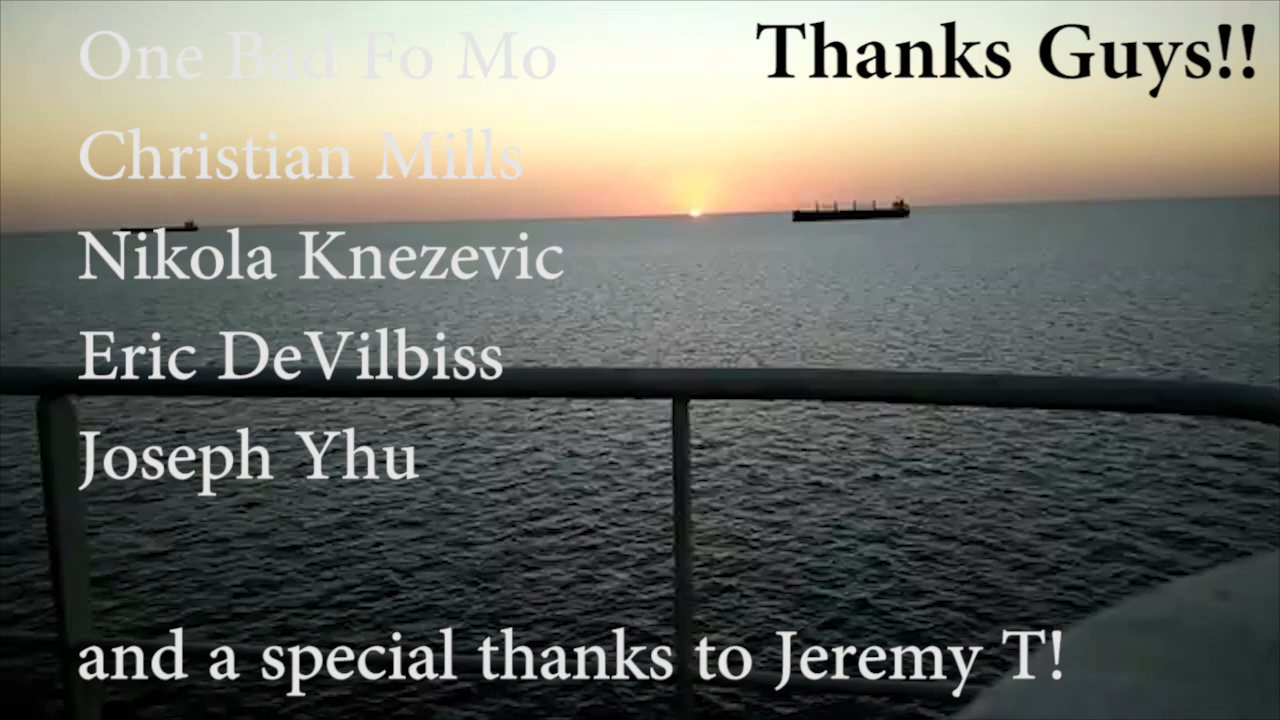 Thanks Guys!!
One Bad Fo Mo
Christian Mills
Nikola Knezevic
Eric DeVilbiss
Joseph Yhu
and a special thanks to Jeremy T!